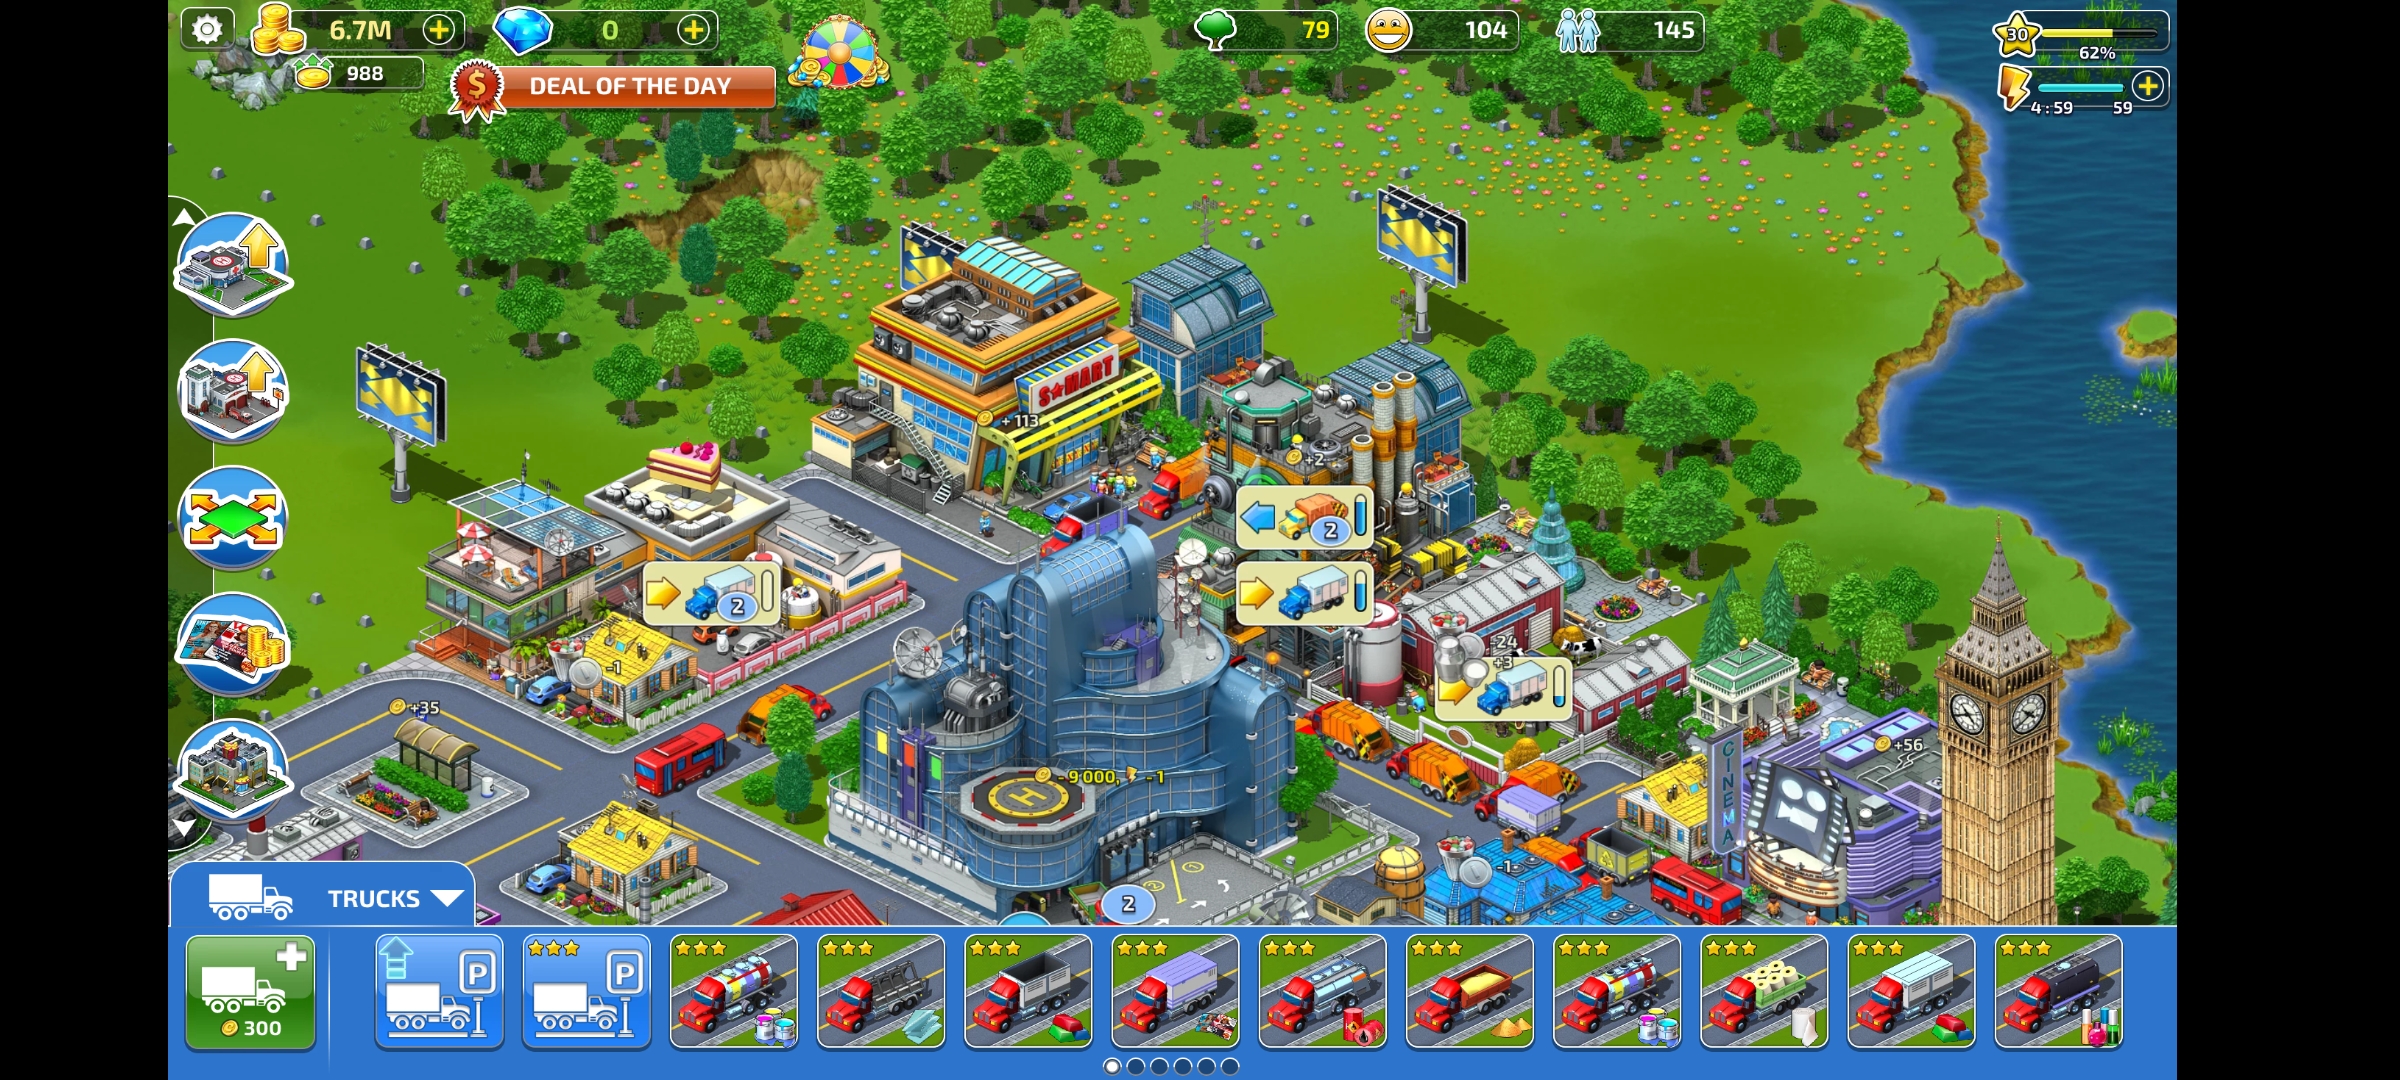 6.7M
0
79
104
145
30
62%
988
DEAL OF THE DAY
4:59
59
S★MART
+113
+2
2
2
-24
+3
-1
+35
+56
CINEMA
-9 000, -1
-1
2
TRUCKS
300
P
P